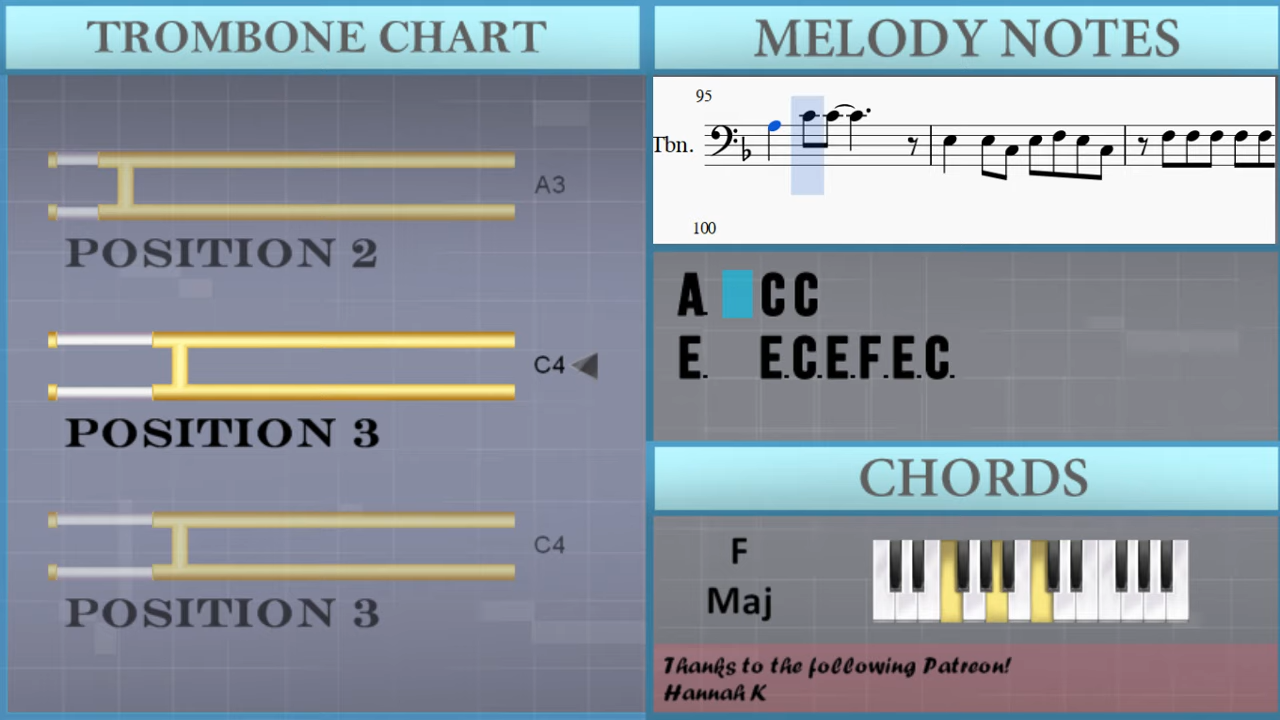 TROMBONE CHART
A3
POSITION 2
C4
POSITION 3
C4
POSITION 3
MELODY NOTES
95
Tbn.
100
A. CC
E. E.C.E.F.E.C.
CHORDS
F
Maj
Thanks to the following Patreon!
Hannah K